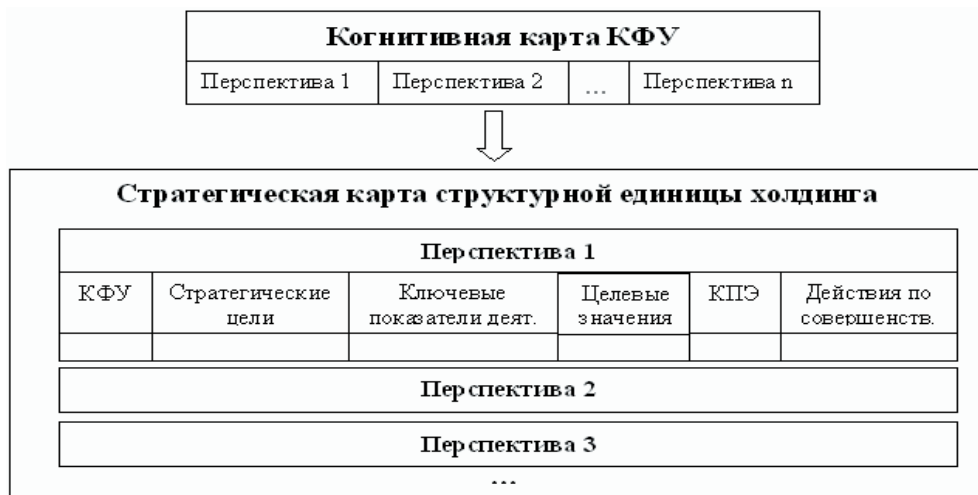 Когнитивная карта КФУ
Перспектива 1 Перспектива 2 ... Перспектива n
Стратегическая карта структурной единицы холдинга
Перспектива 1
КФУ Стратегические цели Ключевые показатели деят. Целевые значения КПЭ Действия по совершенств.
Перспектива 2
Перспектива 3
...